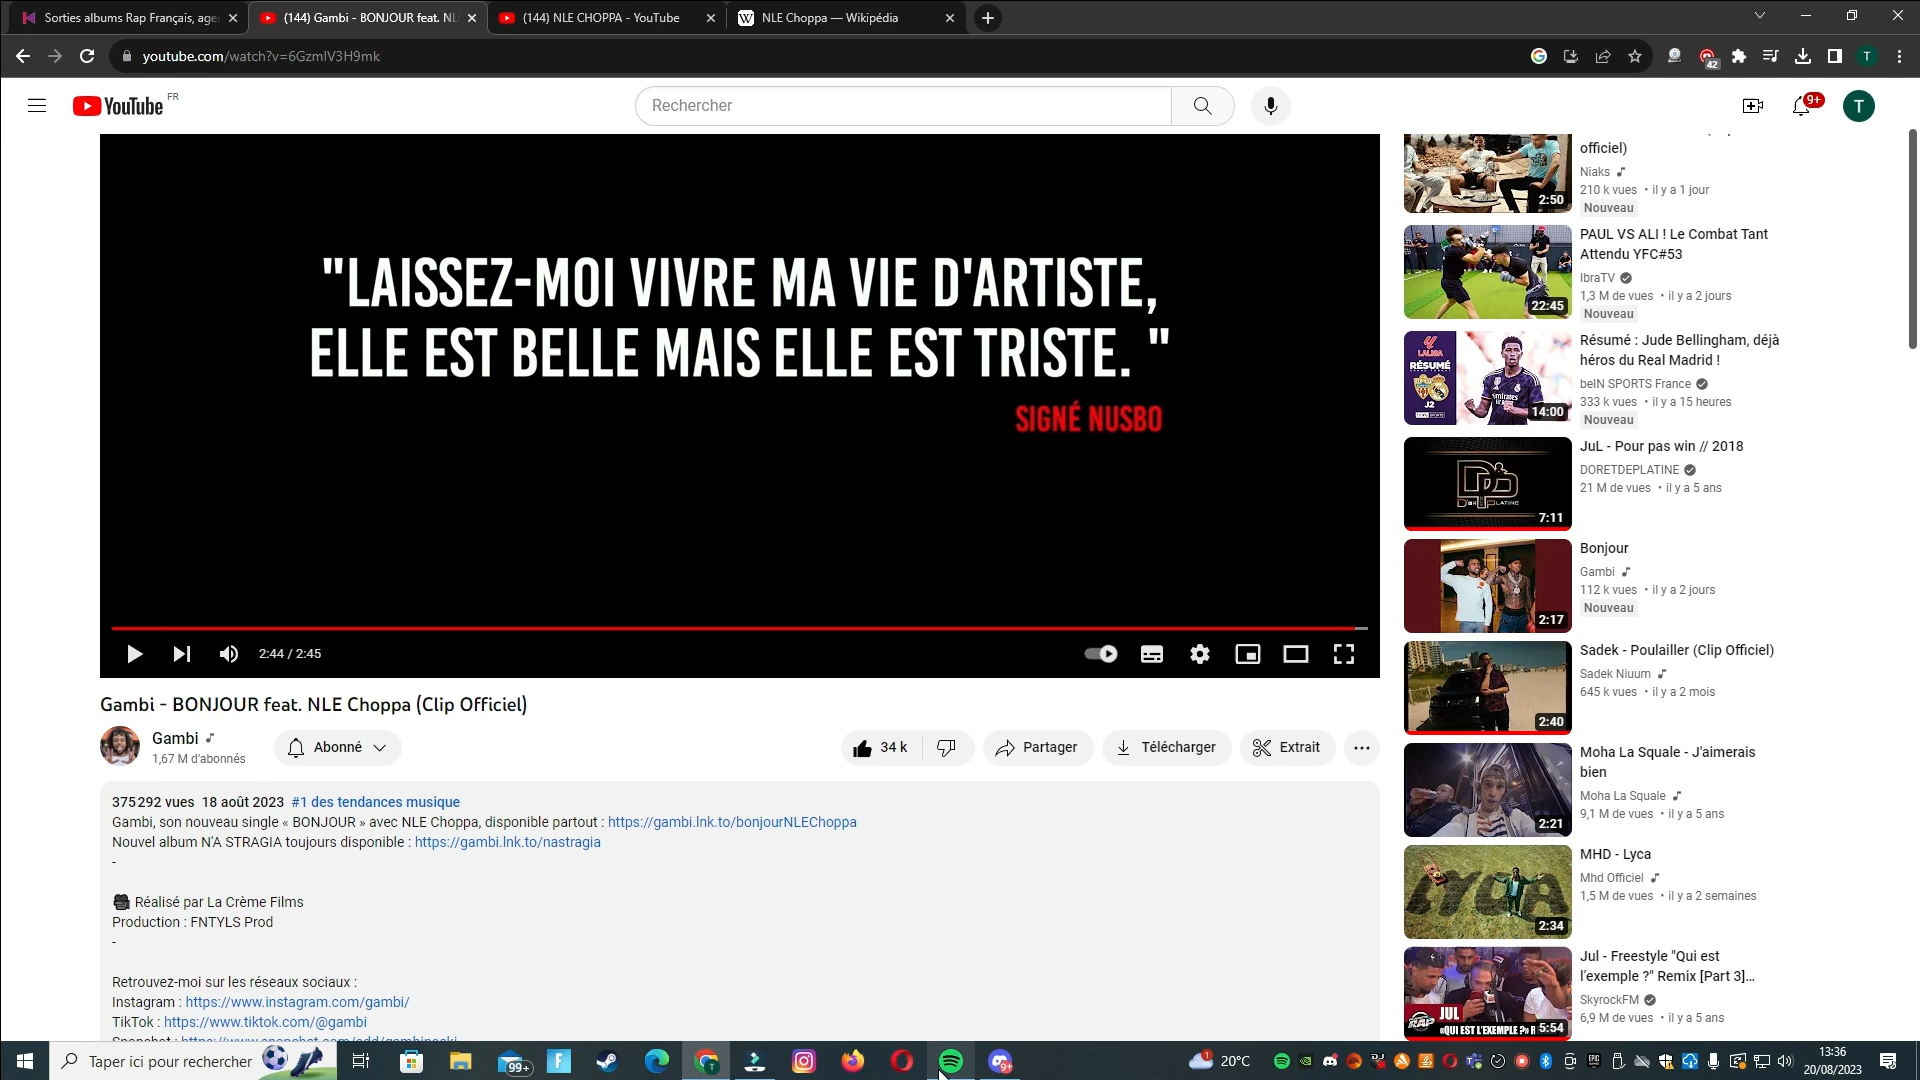 Sorties albums Rap Français, age
(144) Gambi - BONJOUR feat. NL
(144) NLE CHOPPA - YouTube
NLE Choppa — Wikipédia
youtube.com/watch?v=6GzmIV3H9mk
42
T
YouTube FR
Rechercher
9+
T
"LAISSEZ-MOI VIVRE MA VIE D'ARTISTE,
ELLE EST BELLE MAIS ELLE EST TRISTE. "
SIGNÉ NUSBO
2:44 / 2:45
Gambi - BONJOUR feat. NLE Choppa (Clip Officiel)
Gambi
1,67 M d'abonnés
Abonné
34 k
Partager
Télécharger
Extrait
375 292 vues 18 août 2023 #1 des tendances musique
Gambi, son nouveau single « BONJOUR » avec NLE Choppa, disponible partout : https://gambi.lnk.to/bonjourNLEChoppa
Nouvel album N'A STRAGIA toujours disponible : https://gambi.lnk.to/nastragia
-
Réalisé par La Crème Films
Production : FNTYLS Prod
-
Retrouvez-moi sur les réseaux sociaux :
Instagram : https://www.instagram.com/gambi/
TikTok : https://www.tiktok.com/@gambi
officiel)
Niaks
210 k vues • il y a 1 jour
Nouveau
2:50
PAUL VS ALI ! Le Combat Tant
Attendu YFC#53
IbraTV
1,3 M de vues • il y a 2 jours
Nouveau
22:45
Résumé : Jude Bellingham, déjà
héros du Real Madrid !
beIN SPORTS France
333 k vues • il y a 15 heures
Nouveau
LALIGA
RÉSUMÉ
J2
14:00
JuL - Pour pas win // 2018
DORETDEPLATINE
21 M de vues • il y a 5 ans
7:11
Bonjour
Gambi
112 k vues • il y a 2 jours
Nouveau
2:17
Sadek - Poulailler (Clip Officiel)
Sadek Niuum
645 k vues • il y a 2 mois
2:40
Moha La Squale - J'aimerais
bien
Moha La Squale
9,1 M de vues • il y a 5 ans
2:21
MHD - Lyca
Mhd Officiel
1,5 M de vues • il y a 2 semaines
LYCA
2:34
Jul - Freestyle "Qui est
l'exemple ?" Remix [Part 3]...
SkyrockFM
6,9 M de vues • il y a 5 ans
JUL
«QUI EST L'EXEMPLE ?» R
5:54
Taper ici pour rechercher
99+
9+
20°C
13:36
20/08/2023